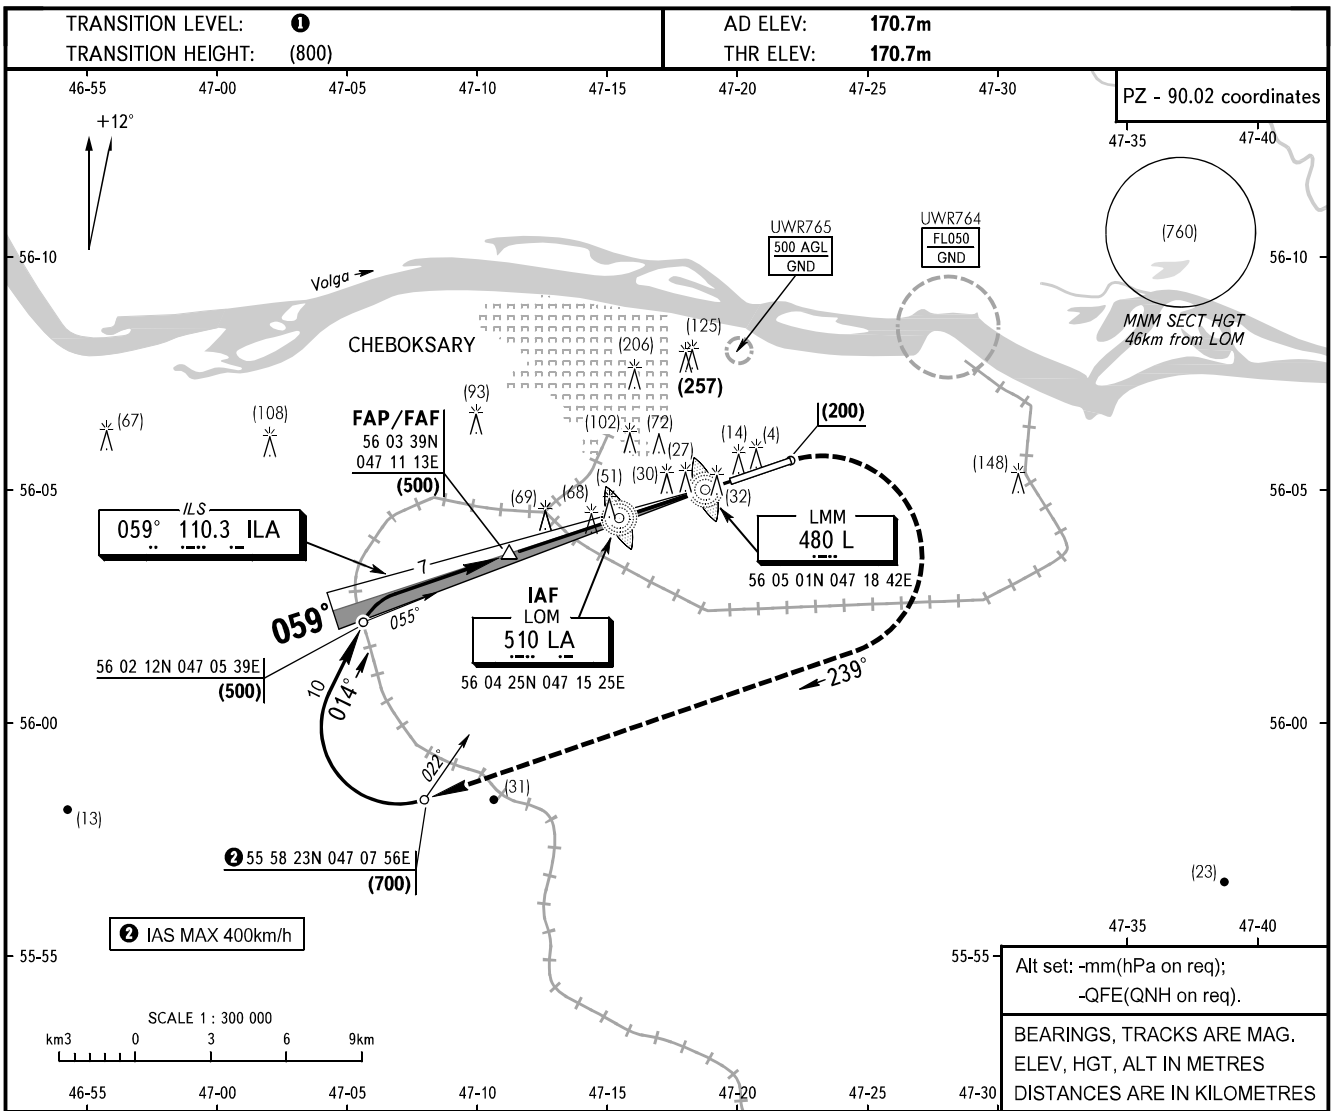 TRANSITION LEVEL: ❶
TRANSITION HEIGHT: (800)
AD ELEV: 170.7m
THR ELEV: 170.7m
46-55 47-00 47-05 47-10 47-15 47-20 47-25 47-30
PZ - 90.02 coordinates
47-35 47-40
+12°
UWR765
500 AGL
GND
UWR764
FL050
GND
(760)
56-10
56-10
Volga
MNM SECT HGT
46km from LOM
CHEBOKSARY
(206)
(125)
(257)
(93)
(67)
(108)
FAP/FAF
56 03 39N
047 11 13E
(500)
(102)
(72)
(200)
(14)
(4)
(27)
(30)
(51)
(148)
56-05
56-05
(69)
(68)
(32)
ILS
059° 110.3 ILA
LMM
480 L
56 05 01N 047 18 42E
7
059°
055°
IAF
LOM
510 LA
56 04 25N 047 15 25E
56 02 12N 047 05 39E
(500)
10
014°
239°
56-00
56-00
022°
(31)
(13)
❷ 55 58 23N 047 07 56E
(700)
(23)
❷ IAS MAX 400km/h
47-35 47-40
55-55
55-55
Alt set: -mm(hPa on req);
-QFE(QNH on req).
SCALE 1 : 300 000
km3 0 3 6 9km
BEARINGS, TRACKS ARE MAG.
ELEV, HGT, ALT IN METRES
DISTANCES ARE IN KILOMETRES
46-55 47-00 47-05 47-10 47-15 47-20 47-25 47-30